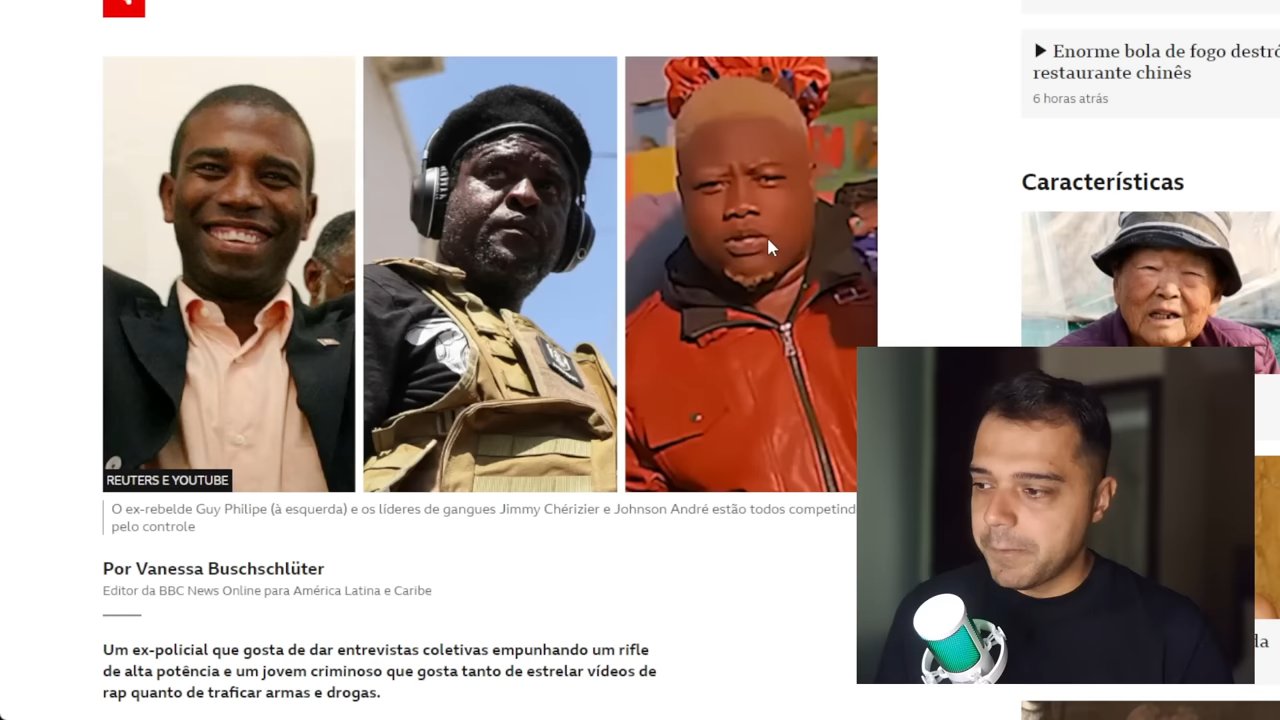 Enorme bola de fogo destró
restaurante chinês
6 horas atrás
Características
REUTERS E YOUTUBE
O ex-rebelde Guy Philipe (à esquerda) e os líderes de gangues Jimmy Chérizier e Johnson André estão todos competind
pelo controle
Por Vanessa Buschschlüter
Editor da BBC News Online para América Latina e Caribe
Um ex-policial que gosta de dar entrevistas coletivas empunhando um rifle
de alta potência e um jovem criminoso que gosta tanto de estrelar vídeos de
rap quanto de traficar armas e drogas.
da